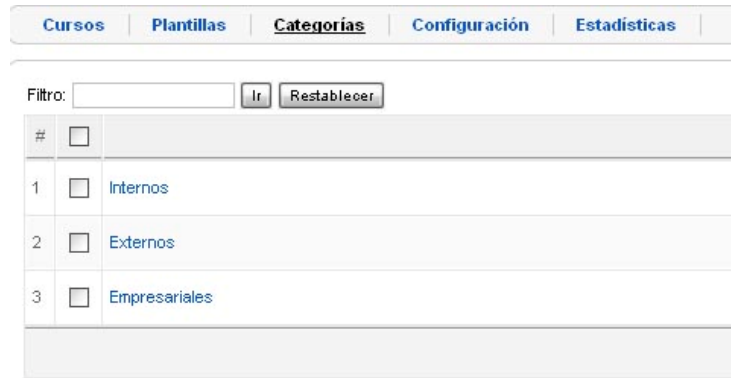 Cursos Plantillas Categorías Configuración Estadísticas
Filtro: Ir Restablecer
#
1 Internos
2 Externos
3 Empresariales